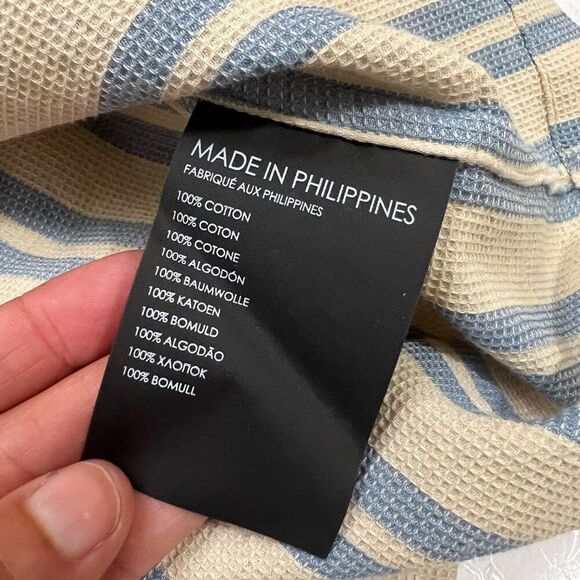 MADE IN PHILIPPINES
FABRIQUÉ AUX PHILIPPINES
100% COTTON
100% COTON
100% COTONE
100% ALGODÓN
100% BAUMWOLLE
100% KATOEN
100% BOMULD
100% ALGODÃO
100% ХЛОПОК
100% BOMULL